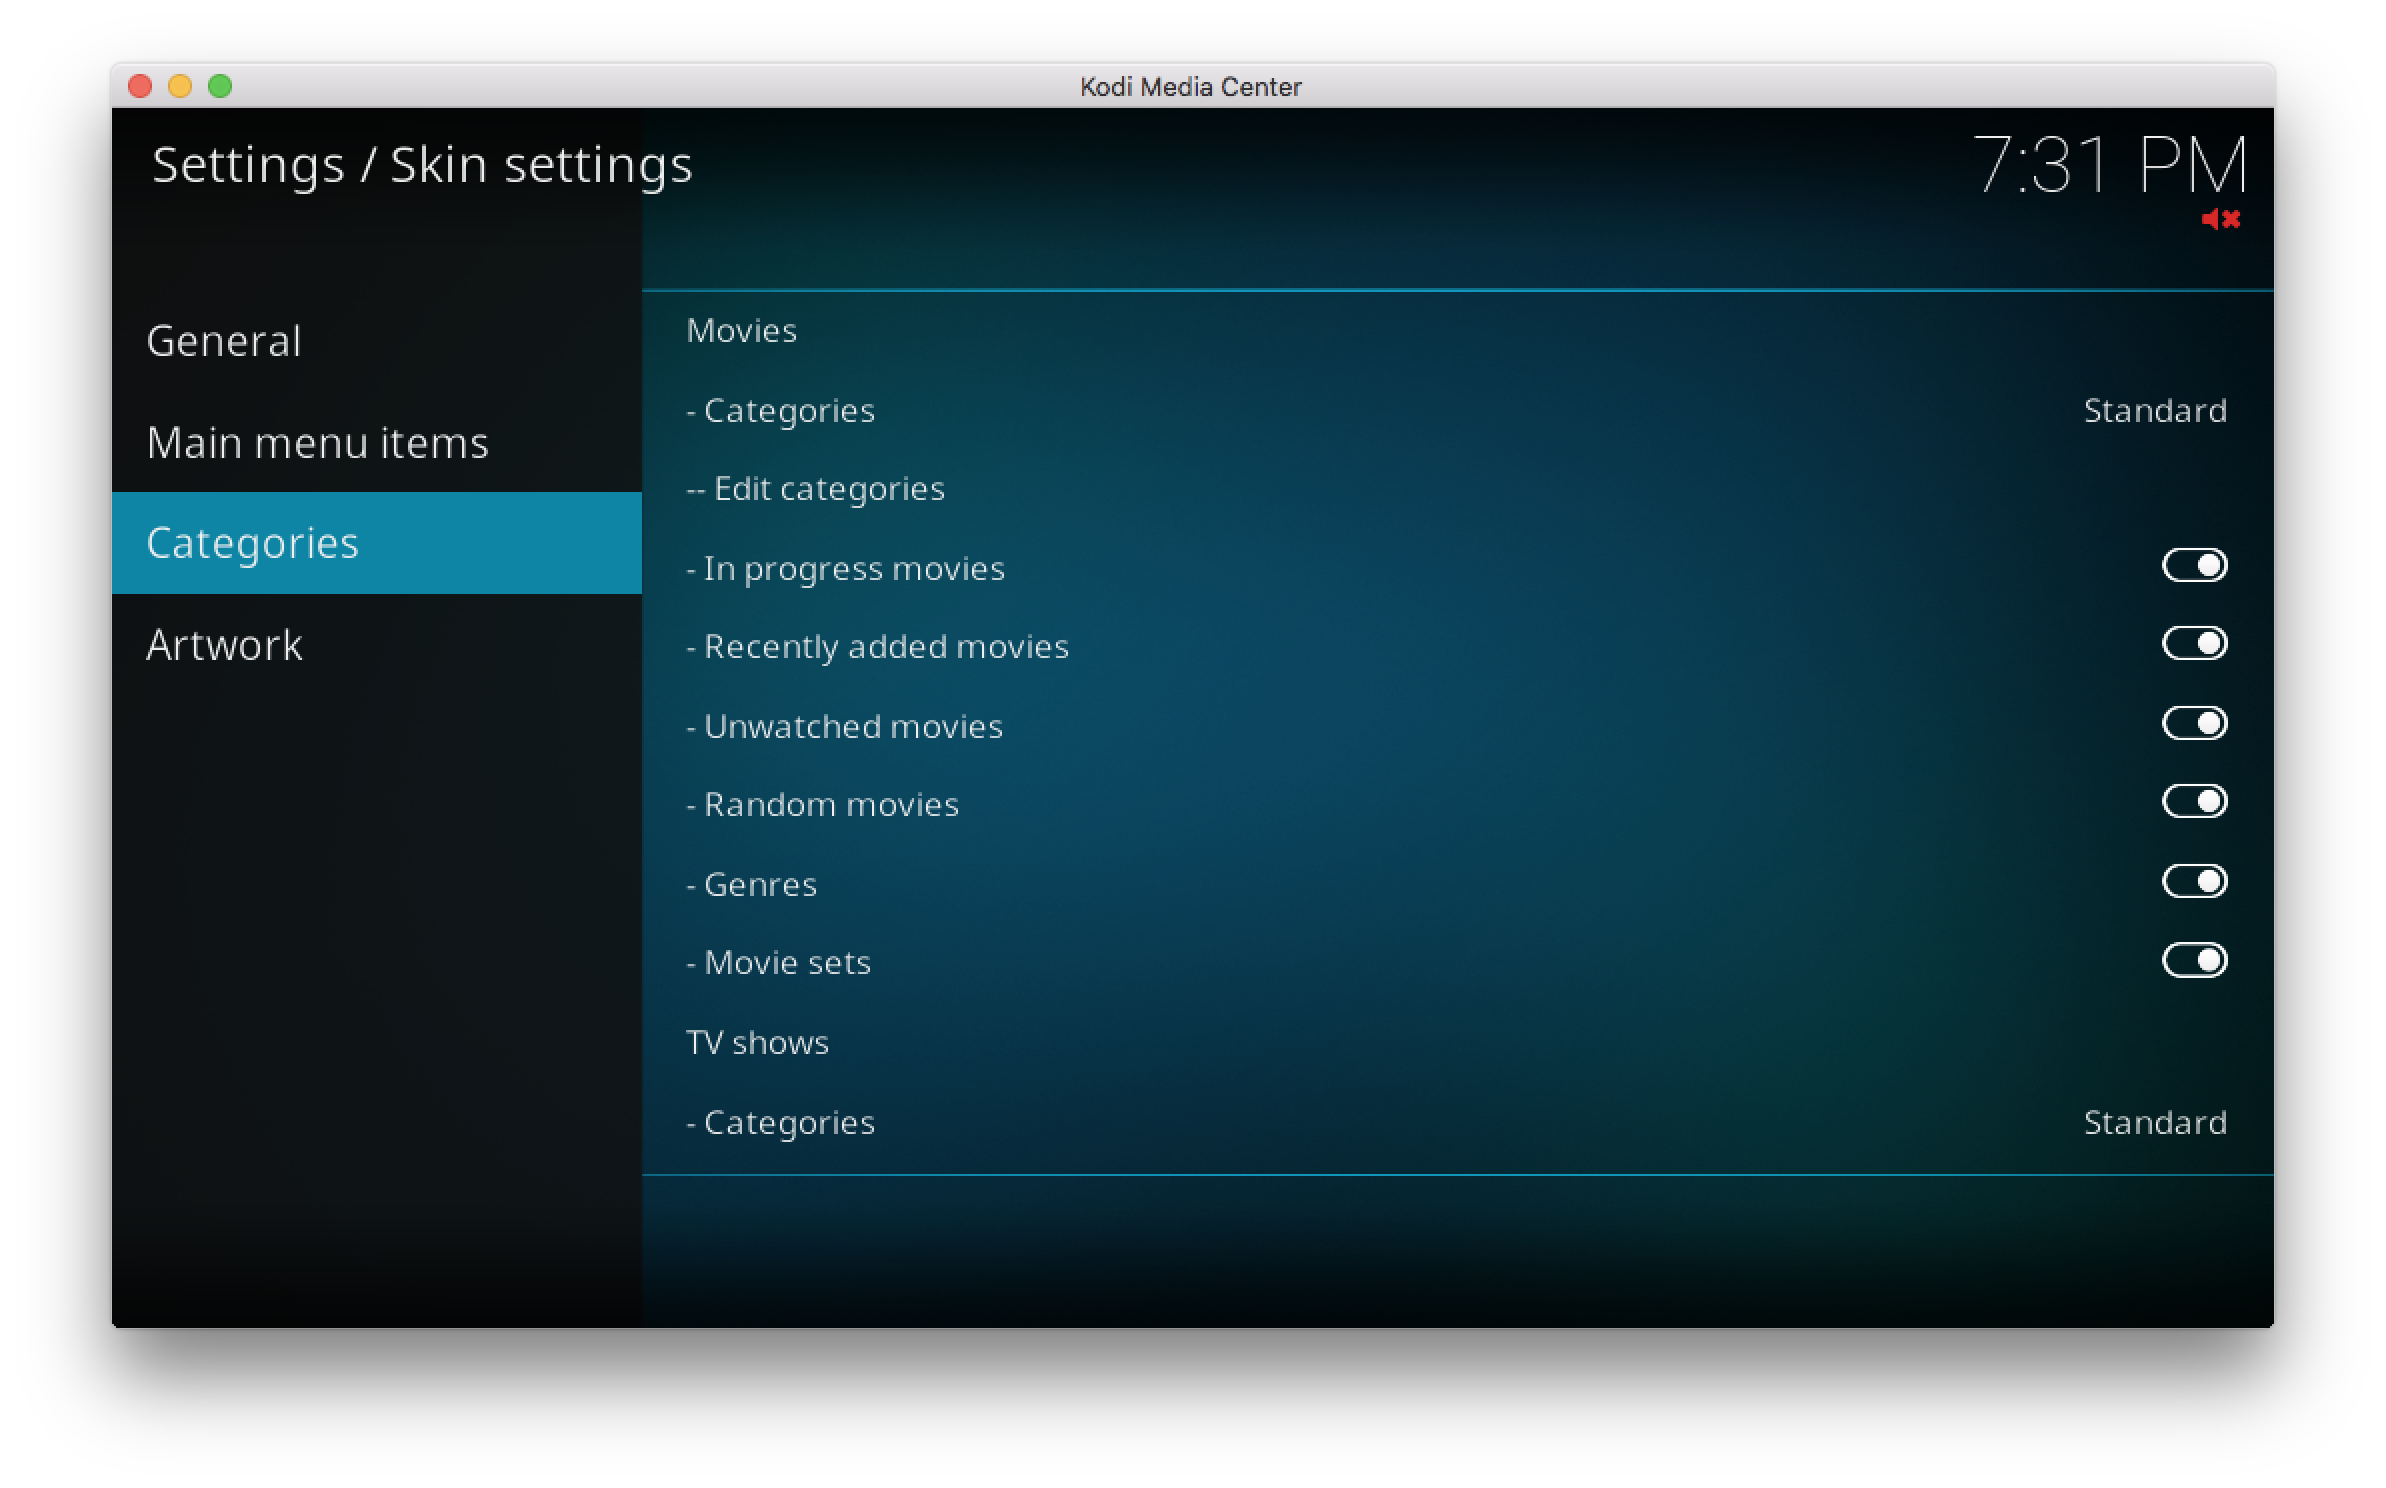 Kodi Media Center
Settings / Skin settings
7:31 PM
General
Main menu items
Categories
Artwork
Movies
- Categories Standard
-- Edit categories
- In progress movies
- Recently added movies
- Unwatched movies
- Random movies
- Genres
- Movie sets
TV shows
- Categories Standard